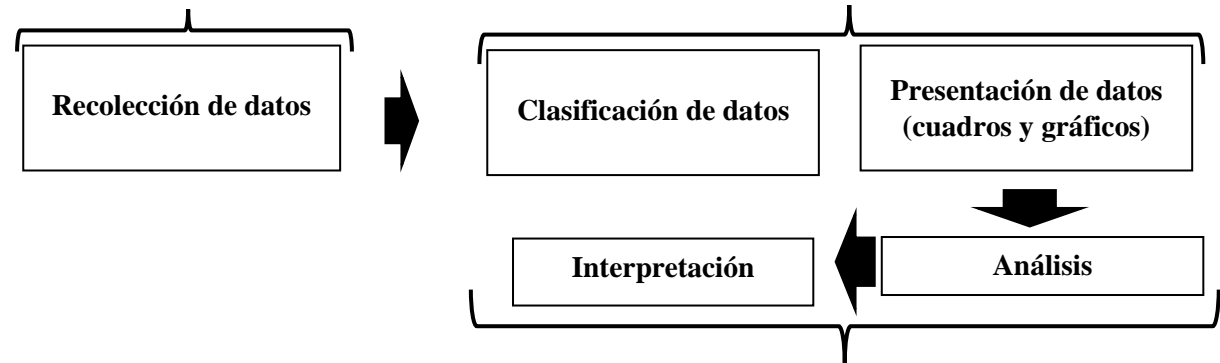 Recolección de datos
Clasificación de datos
Presentación de datos
(cuadros y gráficos)
Análisis
Interpretación